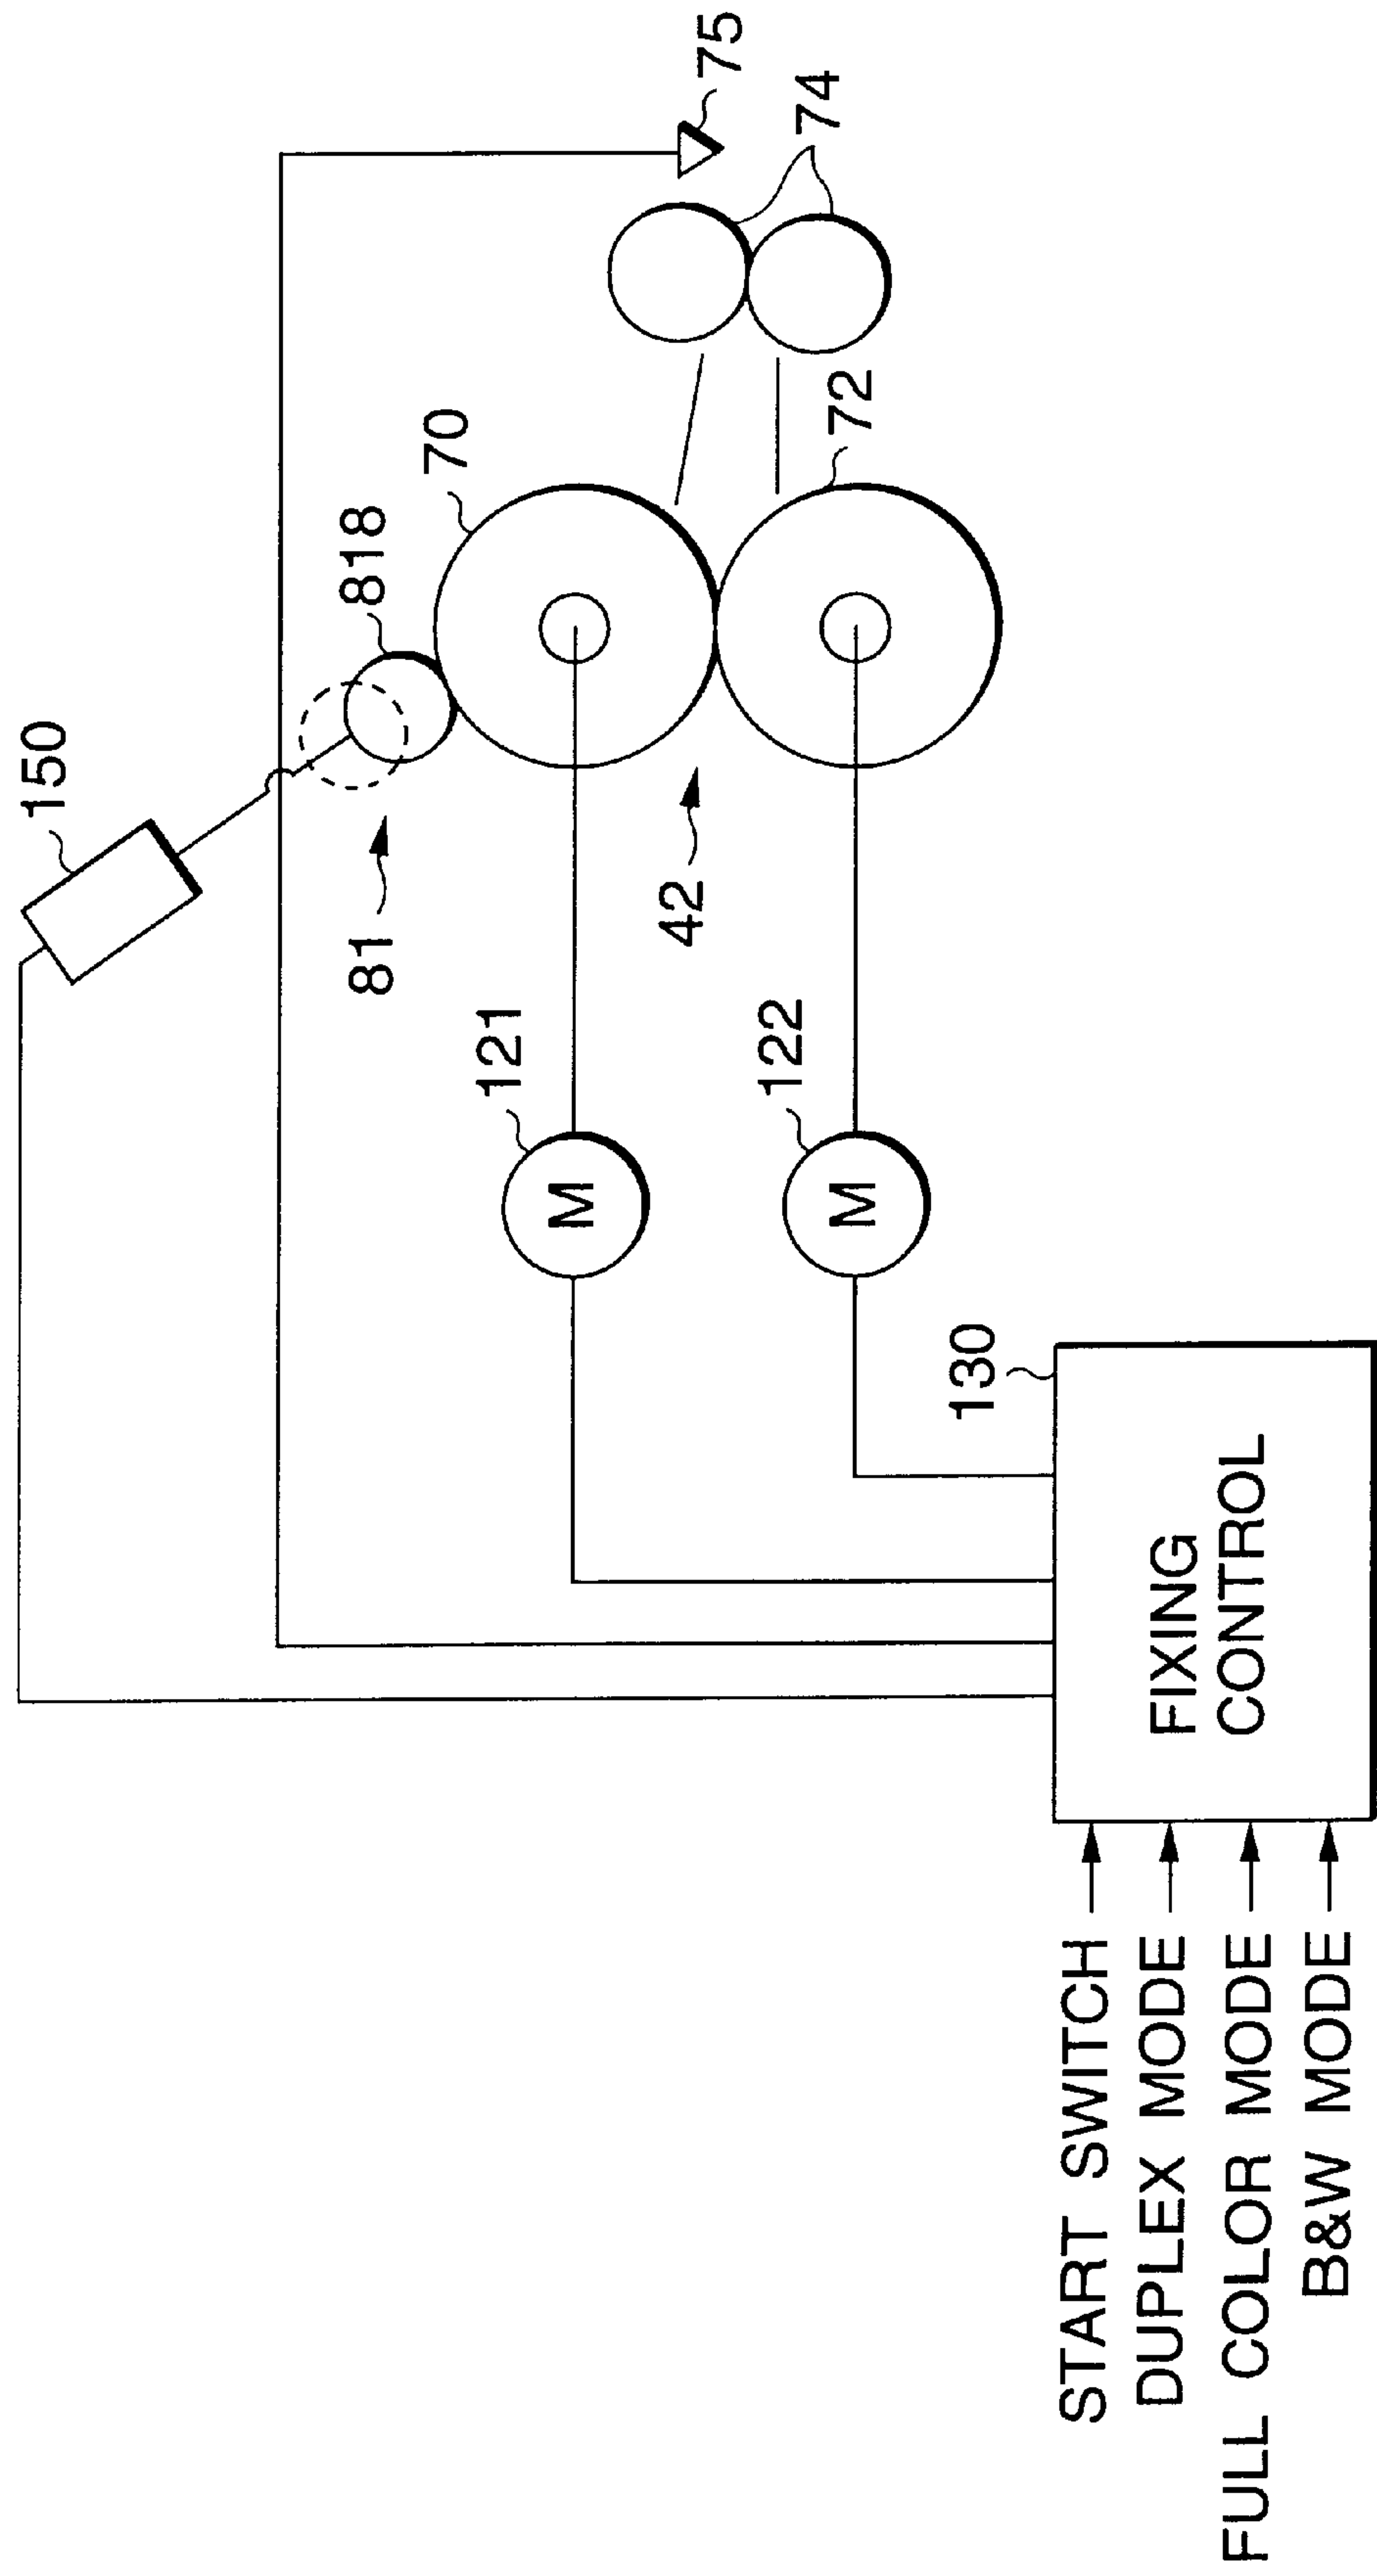 150
81
818
70
75
74
72
42
121
M
122
M
130
FIXING
CONTROL
START SWITCH
DUPLEX MODE
FULL COLOR MODE
B&W MODE